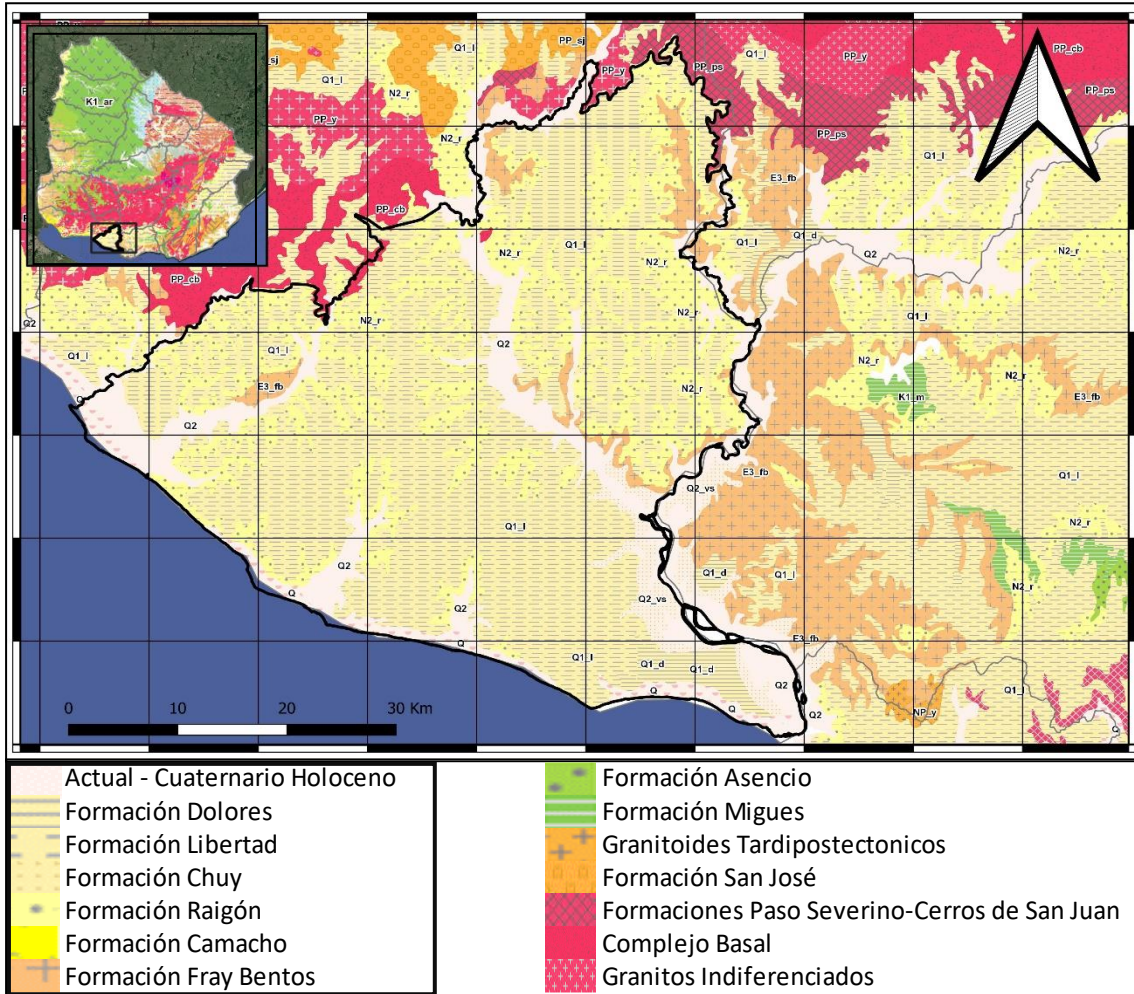 PP_y
K1_ar
sj
Q1_l
PP_sj
Q1_l
PP_ps
Q1_l
PP_y
PP_cb
PP_ps
N2_r
PP_y
N2_r
PP_ps
Q1_l
E3_fb
PP_cb
Q1_l
Q1_l
Q1_d
Q2
N2_r
N2_r
N2_r
PP_cb
Q2
N2_r
N2_r
Q1_l
Q1_l
Q1_l
Q2
N2_r
N2_r
E3_fb
N2_r
K1_m
E3_fb
Q
Q2
E3_fb
Q1_l
Q2_vs
Q1_l
N2_r
Q2
Q1_d
Q1_l
N2_r
Q
Q2_vs
Q2
E3_fb
Q1_l
Q1_d
Q1_d
Q1_l
Q2
NP_y
Q
Q
Q2
Q
0 10 20 30 Km
Actual - Cuaternario Holoceno
Formación Dolores
Formación Libertad
Formación Chuy
Formación Raigón
Formación Camacho
Formación Fray Bentos
Formación Asencio
Formación Migues
Granitoides Tardipostectonicos
Formación San José
Formaciones Paso Severino-Cerros de San Juan
Complejo Basal
Granitos Indiferenciados